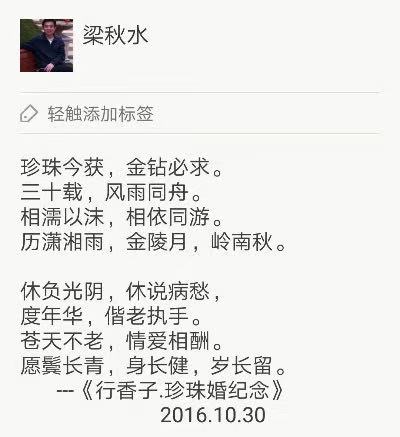 梁秋水
轻触添加标签
珍珠今获，金钻必求。
三十载，风雨同舟。
相濡以沫，相依同游。
历潇湘雨，金陵月，岭南秋。
休负光阴，休说病愁，
度年华，偕老执手。
苍天不老，情爱相酬。
愿鬓长青，身长健，岁长留。
---《行香子.珍珠婚纪念》
2016.10.30